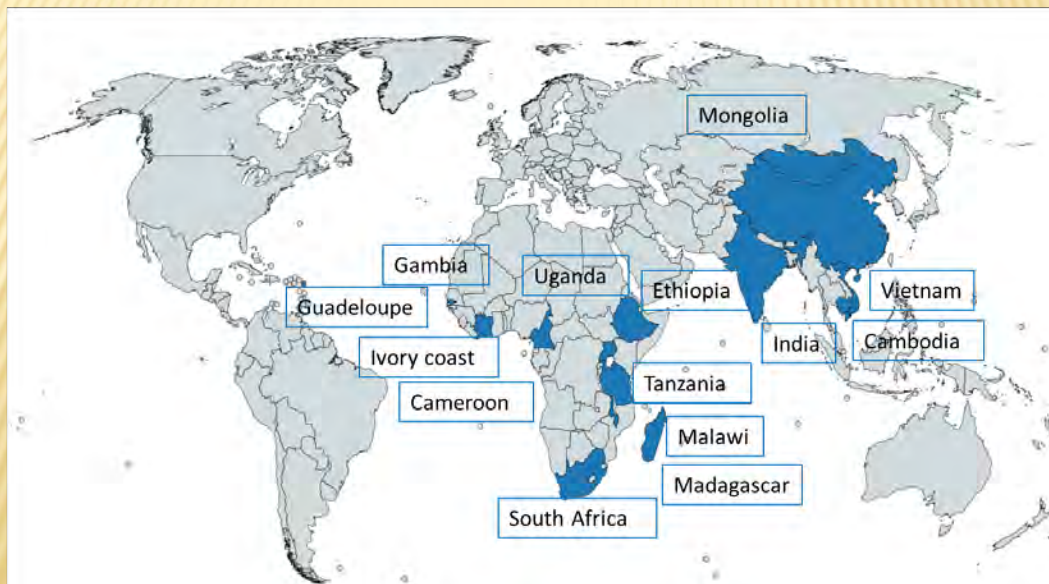 Mongolia
Gambia
Uganda
Ethiopia
Vietnam
Guadeloupe
India
Cambodia
Ivory coast
Tanzania
Cameroon
Malawi
Madagascar
South Africa